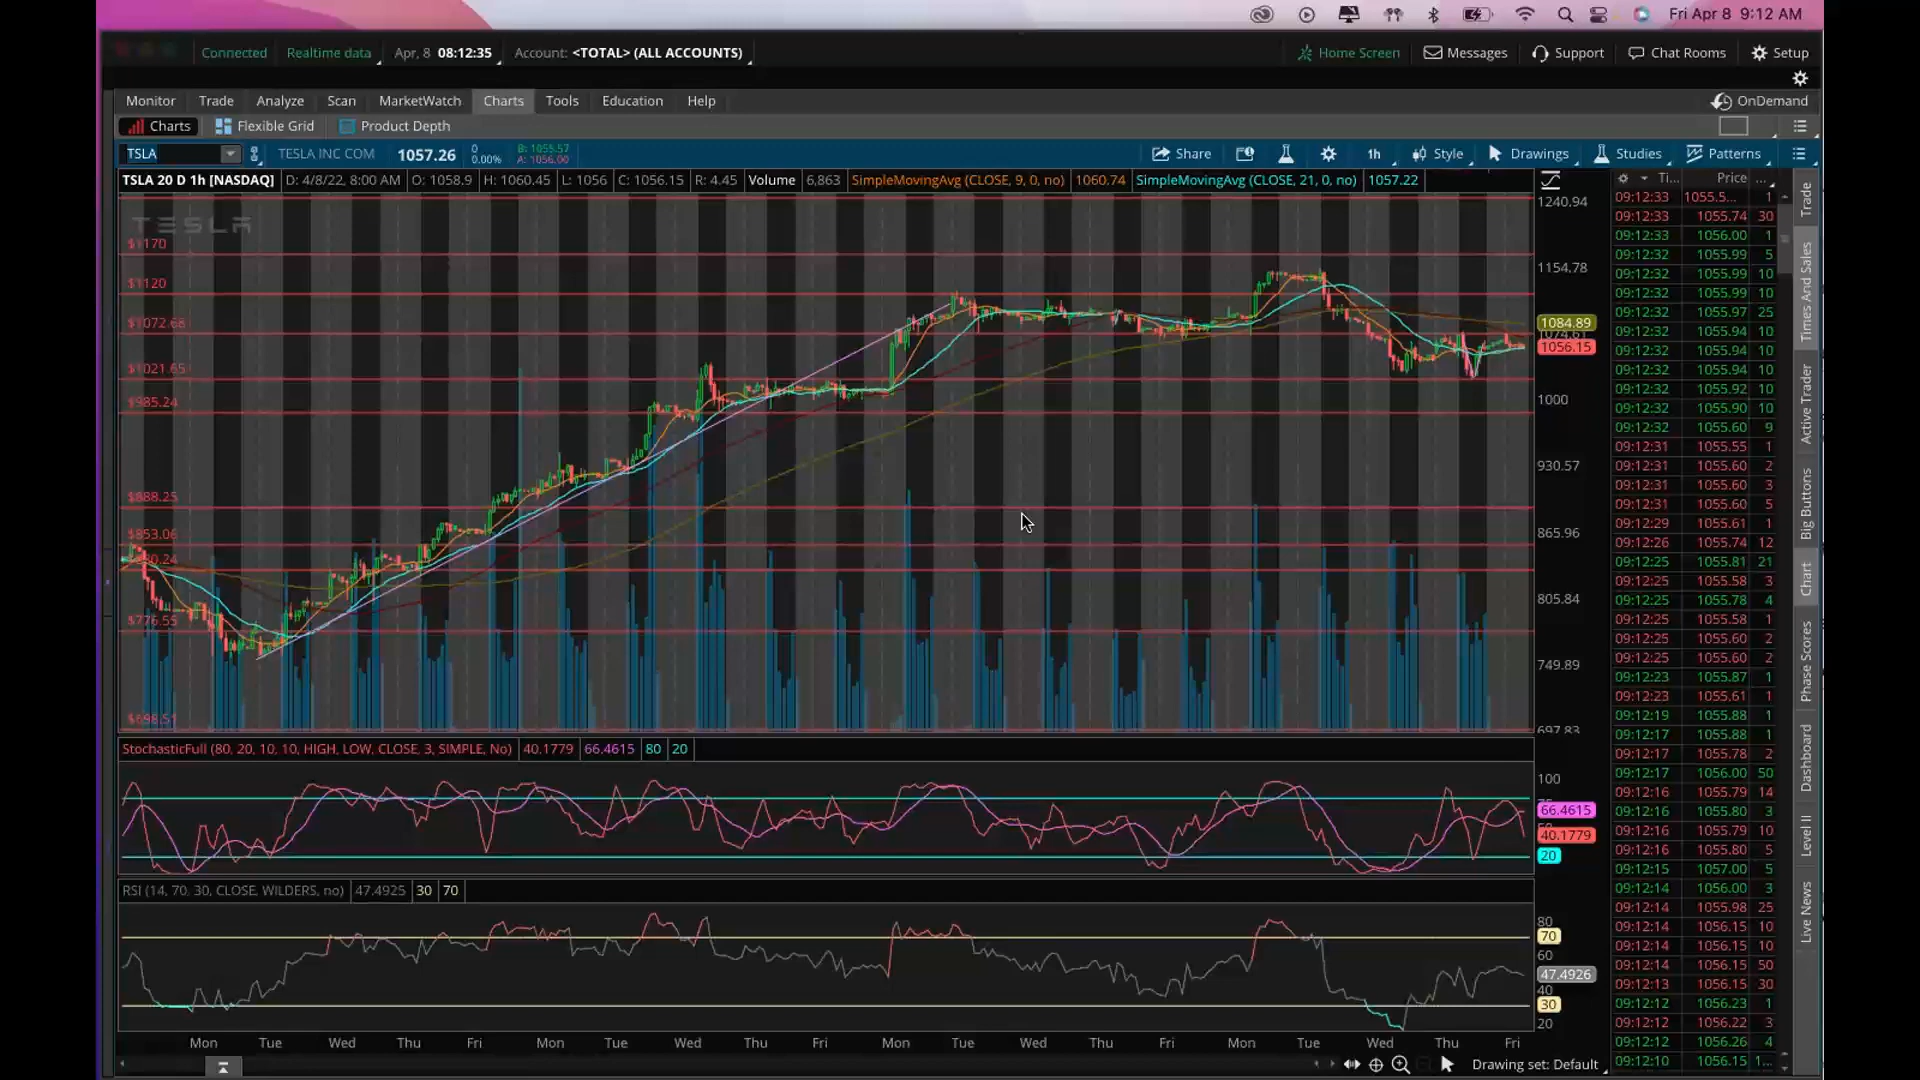 Fri Apr 8 9:12 AM
Connected Realtime data Apr, 8 08:12:35 Account: <TOTAL> (ALL ACCOUNTS) Home Screen Messages Support Chat Rooms Setup
Monitor Trade Analyze Scan MarketWatch Charts Tools Education Help OnDemand
Charts Flexible Grid Product Depth
TSLA TESLA INC COM 1057.26 0 0.00% B: 1055.57 A: 1056.00 Share 1h Style Drawings Studies Patterns
TSLA 20 D 1h [NASDAQ] D: 4/8/22, 8:00 AM O: 1058.9 H: 1060.45 L: 1056 C: 1056.15 R: 4.45 Volume 6,863 SimpleMovingAvg (CLOSE, 9, 0, no) 1060.74 SimpleMovingAvg (CLOSE, 21, 0, no) 1057.22
TESLA
$1170
$1120
$1072.68
$1021.65
$985.24
$888.25
$853.06
$776.55
$698.51
1240.94
1154.78
1084.89
1056.15
1000
930.57
865.96
805.84
749.89
697.83
StochasticFull (80, 20, 10, 10, HIGH, LOW, CLOSE, 3, SIMPLE, No) 40.1779 66.4615 80 20
100
66.4615
40.1779
20
RSI (14, 70, 30, CLOSE, WILDERS, no) 47.4925 30 70
80
70
60
47.4926
40
30
20
Mon Tue Wed Thu Fri Mon Tue Wed Thu Fri Mon Tue Wed Thu Fri Mon Tue Wed Thu Fri
Drawing set: Default
Ti... Price ...
09:12:33 1055.5... 1
09:12:33 1055.74 30
09:12:33 1056.00 1
09:12:32 1055.99 5
09:12:32 1055.99 10
09:12:32 1055.99 10
09:12:32 1055.97 25
09:12:32 1055.94 10
09:12:32 1055.94 10
09:12:32 1055.94 10
09:12:32 1055.92 10
09:12:32 1055.90 10
09:12:32 1055.60 9
09:12:31 1055.55 1
09:12:31 1055.60 2
09:12:31 1055.60 3
09:12:31 1055.60 5
09:12:29 1055.61 1
09:12:26 1055.74 12
09:12:25 1055.81 21
09:12:25 1055.58 3
09:12:25 1055.78 4
09:12:25 1055.58 1
09:12:25 1055.60 2
09:12:25 1055.60 2
09:12:23 1055.87 1
09:12:23 1055.61 1
09:12:19 1055.88 1
09:12:17 1055.88 1
09:12:17 1055.78 2
09:12:17 1056.00 50
09:12:16 1055.79 14
09:12:16 1055.80 3
09:12:16 1055.79 10
09:12:16 1055.80 5
09:12:15 1057.00 5
09:12:14 1056.00 3
09:12:14 1055.98 25
09:12:14 1056.15 10
09:12:14 1056.15 10
09:12:14 1056.15 50
09:12:13 1056.15 30
09:12:12 1056.23 1
09:12:12 1056.22 3
09:12:12 1056.26 4
09:12:10 1056.15 1...
Trade
Times And Sales
Active Trader
Big Buttons
Chart
Phase Scores
Dashboard
Level II
Live News